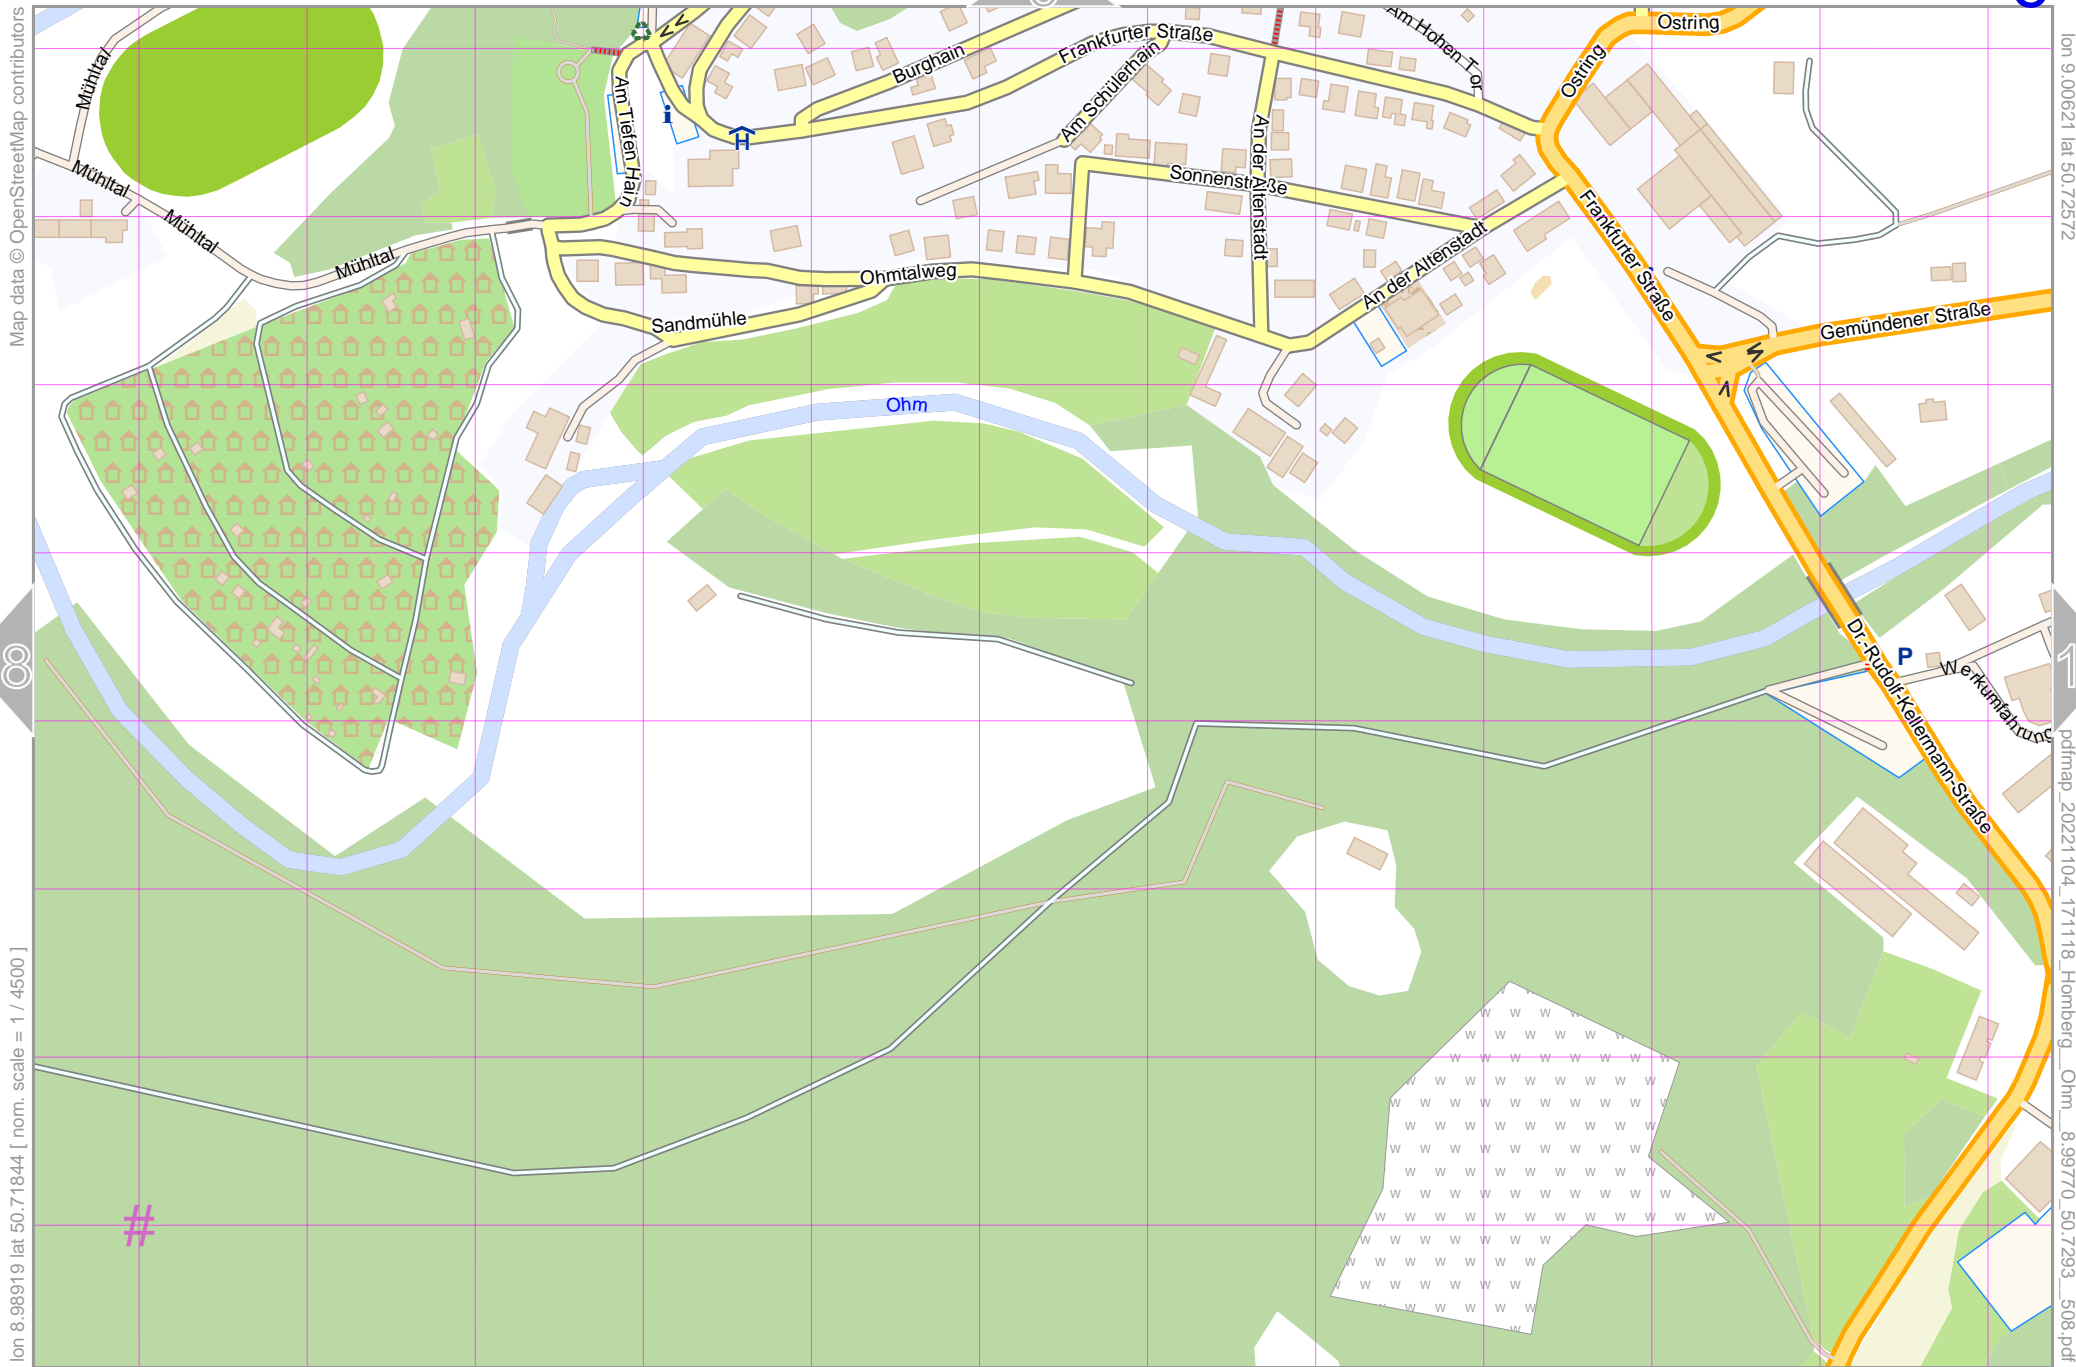 Ostring
Am Hohen Tor
Frankfurter Straße
Burghain
Am Schülerhain
Ostring
Mühltal
Am Tiefen Hain
i
H
An der Altenstadt
Mühltal
Sonnenstraße
Mühltal
Frankfurter Straße
An der Altenstadt
Mühltal
Ohmtalweg
Sandmühle
Gemündener Straße
Ohm
P
Dr.-Rudolf-Kellermann-Straße
Werkumfahrung
8
1
#
Map data © OpenStreetMap contributors
lon 8.98919 lat 50.71844 [ nom. scale = 1 / 4500 ]
lon 9.00621 lat 50.72572
pdfmap_20221104_171118_Homberg__Ohm__8.99770_50.7293__508.pdf